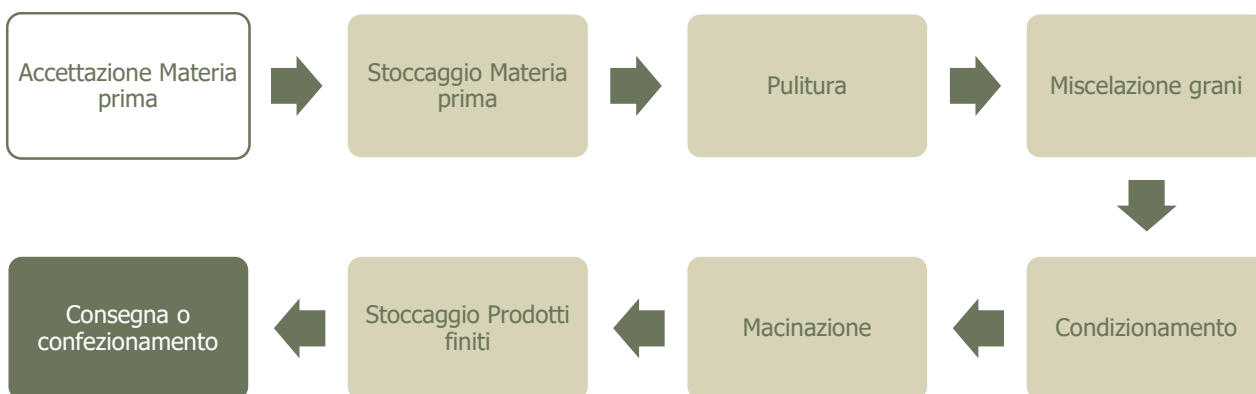 Accettazione Materia
prima
Stoccaggio Materia
prima
Pulitura
Miscelazione grani
Condizionamento
Macinazione
Stoccaggio Prodotti
finiti
Consegna o
confezionamento